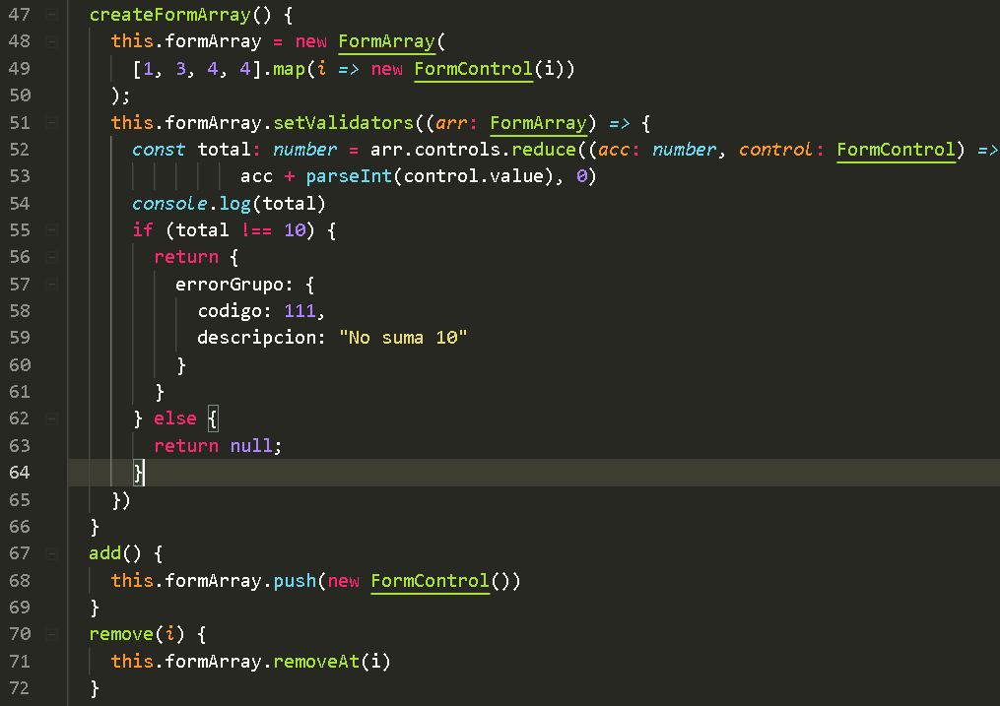 47 createFormArray() {
48 this.formArray = new FormArray(
49 [1, 3, 4, 4].map(i => new FormControl(i))
50 );
51 this.formArray.setValidators((arr: FormArray) => {
52 const total: number = arr.controls.reduce((acc: number, control: FormControl) =>
53 acc + parseInt(control.value), 0)
54 console.log(total)
55 if (total !== 10) {
56 return {
57 errorGrupo: {
58 codigo: 111,
59 descripcion: "No suma 10"
60 }
61 }
62 } else {
63 return null;
64 }
65 })
66 }
67 add() {
68 this.formArray.push(new FormControl())
69 }
70 remove(i) {
71 this.formArray.removeAt(i)
72 }